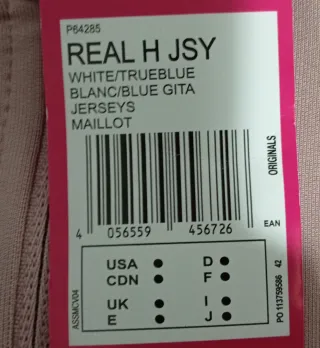 P64285
REAL H JSY
WHITE/TRUEBLUE
BLANC/BLUE GITA
JERSEYS
MAILLOT
ORIGINALS
EAN
4 056559 456726
USA ● D ●
CDN ● F ●
UK ● I ●
E ● J ●
ASSMCV04
PO 113759586 42